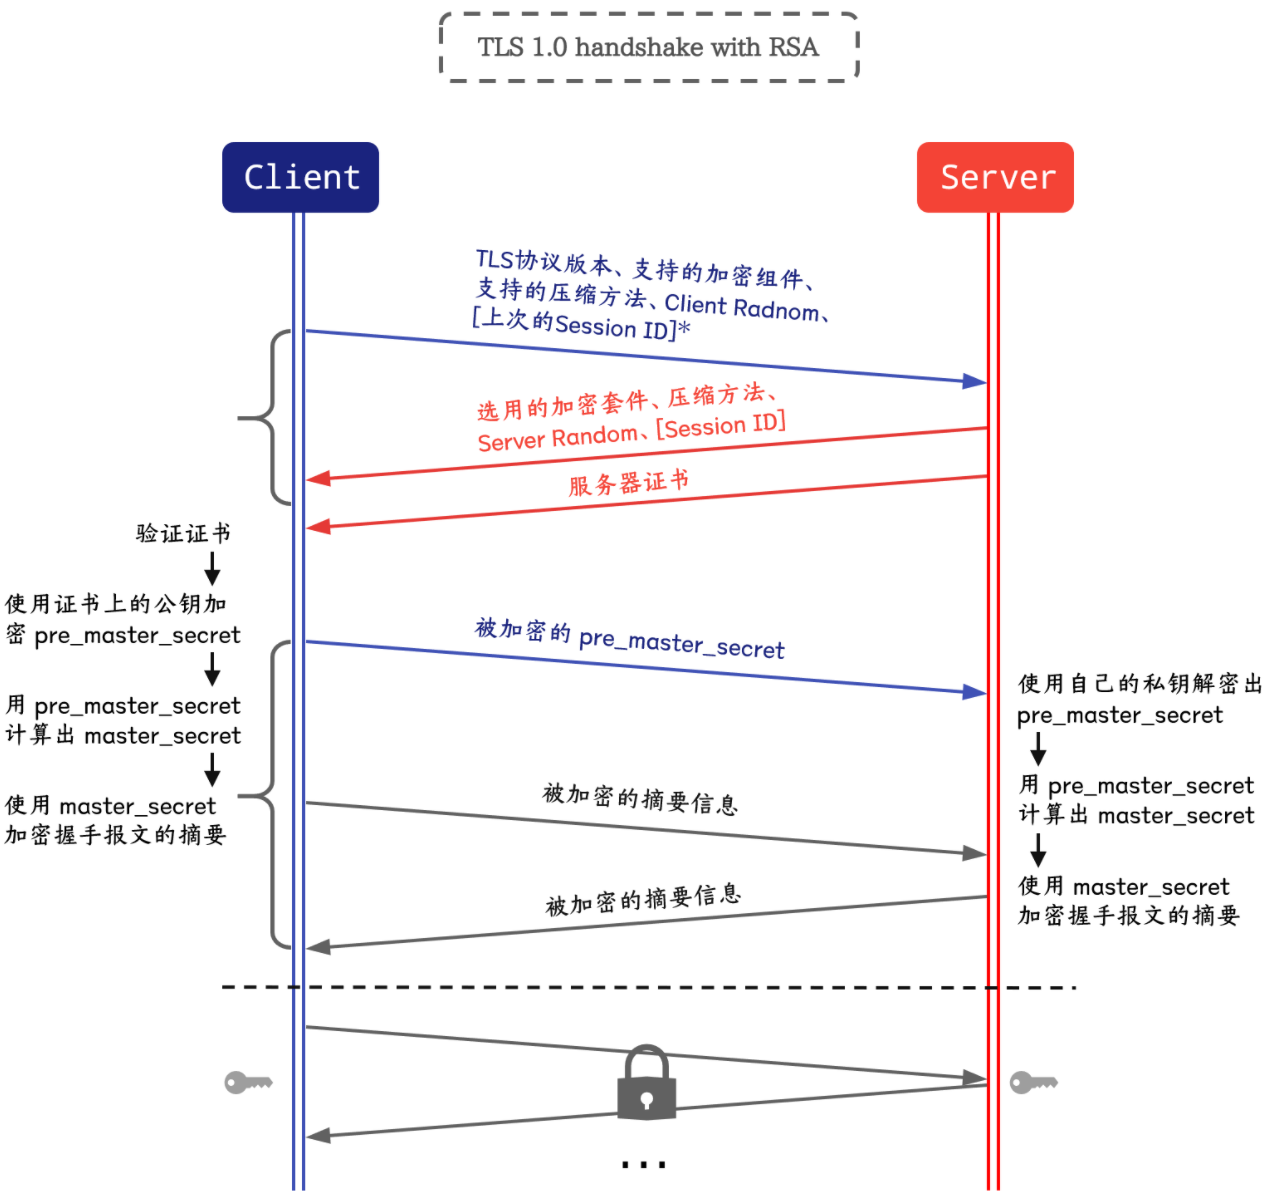 TLS 1.0 handshake with RSA
Client
Server
TLS协议版本、支持的加密组件、
支持的压缩方法、Client Radnom、
[上次的Session ID]*
选用的加密套件、压缩方法、
Server Random、[Session ID]
服务器证书
验证证书
使用证书上的公钥加
密 pre_master_secret
用 pre_master_secret
计算出 master_secret
使用 master_secret
加密握手报文的摘要
被加密的 pre_master_secret
使用自己的私钥解密出
pre_master_secret
用 pre_master_secret
计算出 master_secret
使用 master_secret
加密握手报文的摘要
被加密的摘要信息
被加密的摘要信息
...